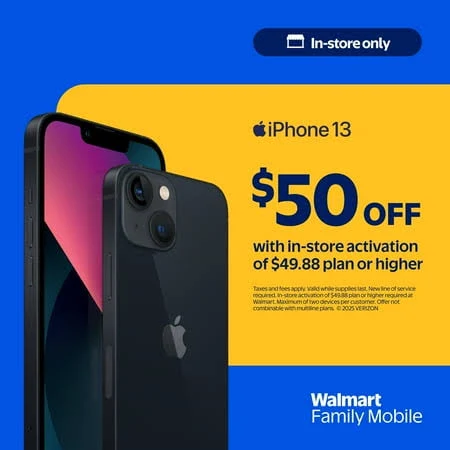 In-store only
iPhone 13
$50 OFF
with in-store activation
of $49.88 plan or higher
Taxes and fees apply. Valid while supplies last. New line of service
required. In-store activation of $49.88 plan or higher required at
Walmart. Maximum of two devices per customer. Offer not
combinable with multiline plans. © 2025 VERIZON
Walmart
Family Mobile